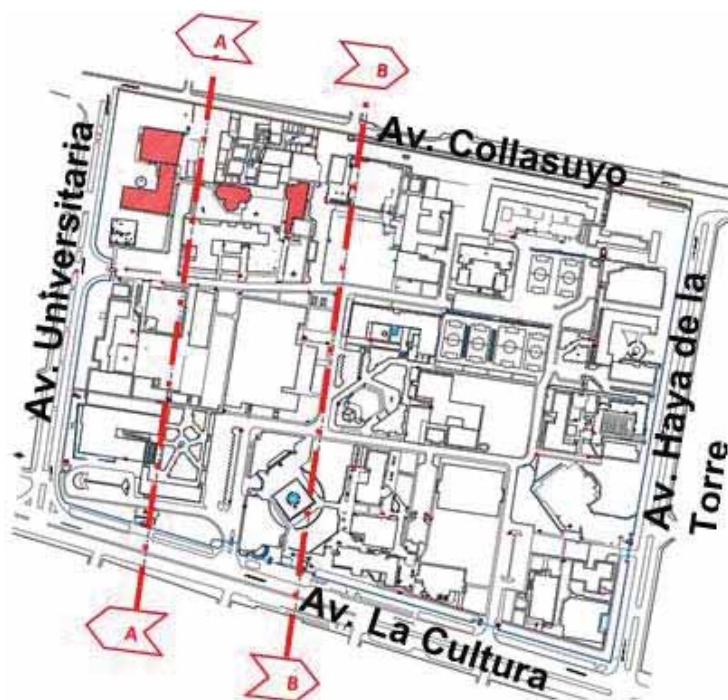 A
B
Av. Collasuyo
Av. Universitaria
Av. Haya de la
Torre
Av. La Cultura
A
B